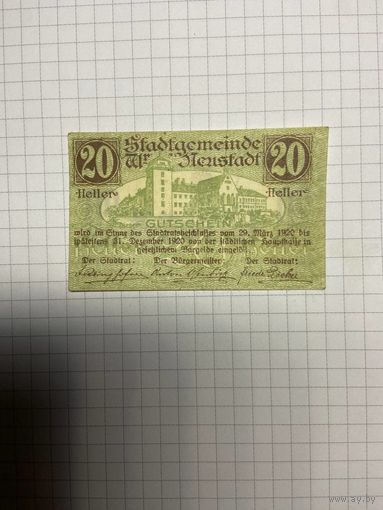 20 Stadtgemeinde 20
Wr. Neustadt
Heller Heller
GUTSCHEIN
wird im Sinne des Stadtratsbeschlusses vom 29. März 1920 bis
spätestens 31. Dezember 1920 von der städtischen Hauptkasse in
gesetzlichem Bargelde eingelöst.
Der Stadtrat: Der Bürgermeister: Der Stadtrat:
www.ay.by